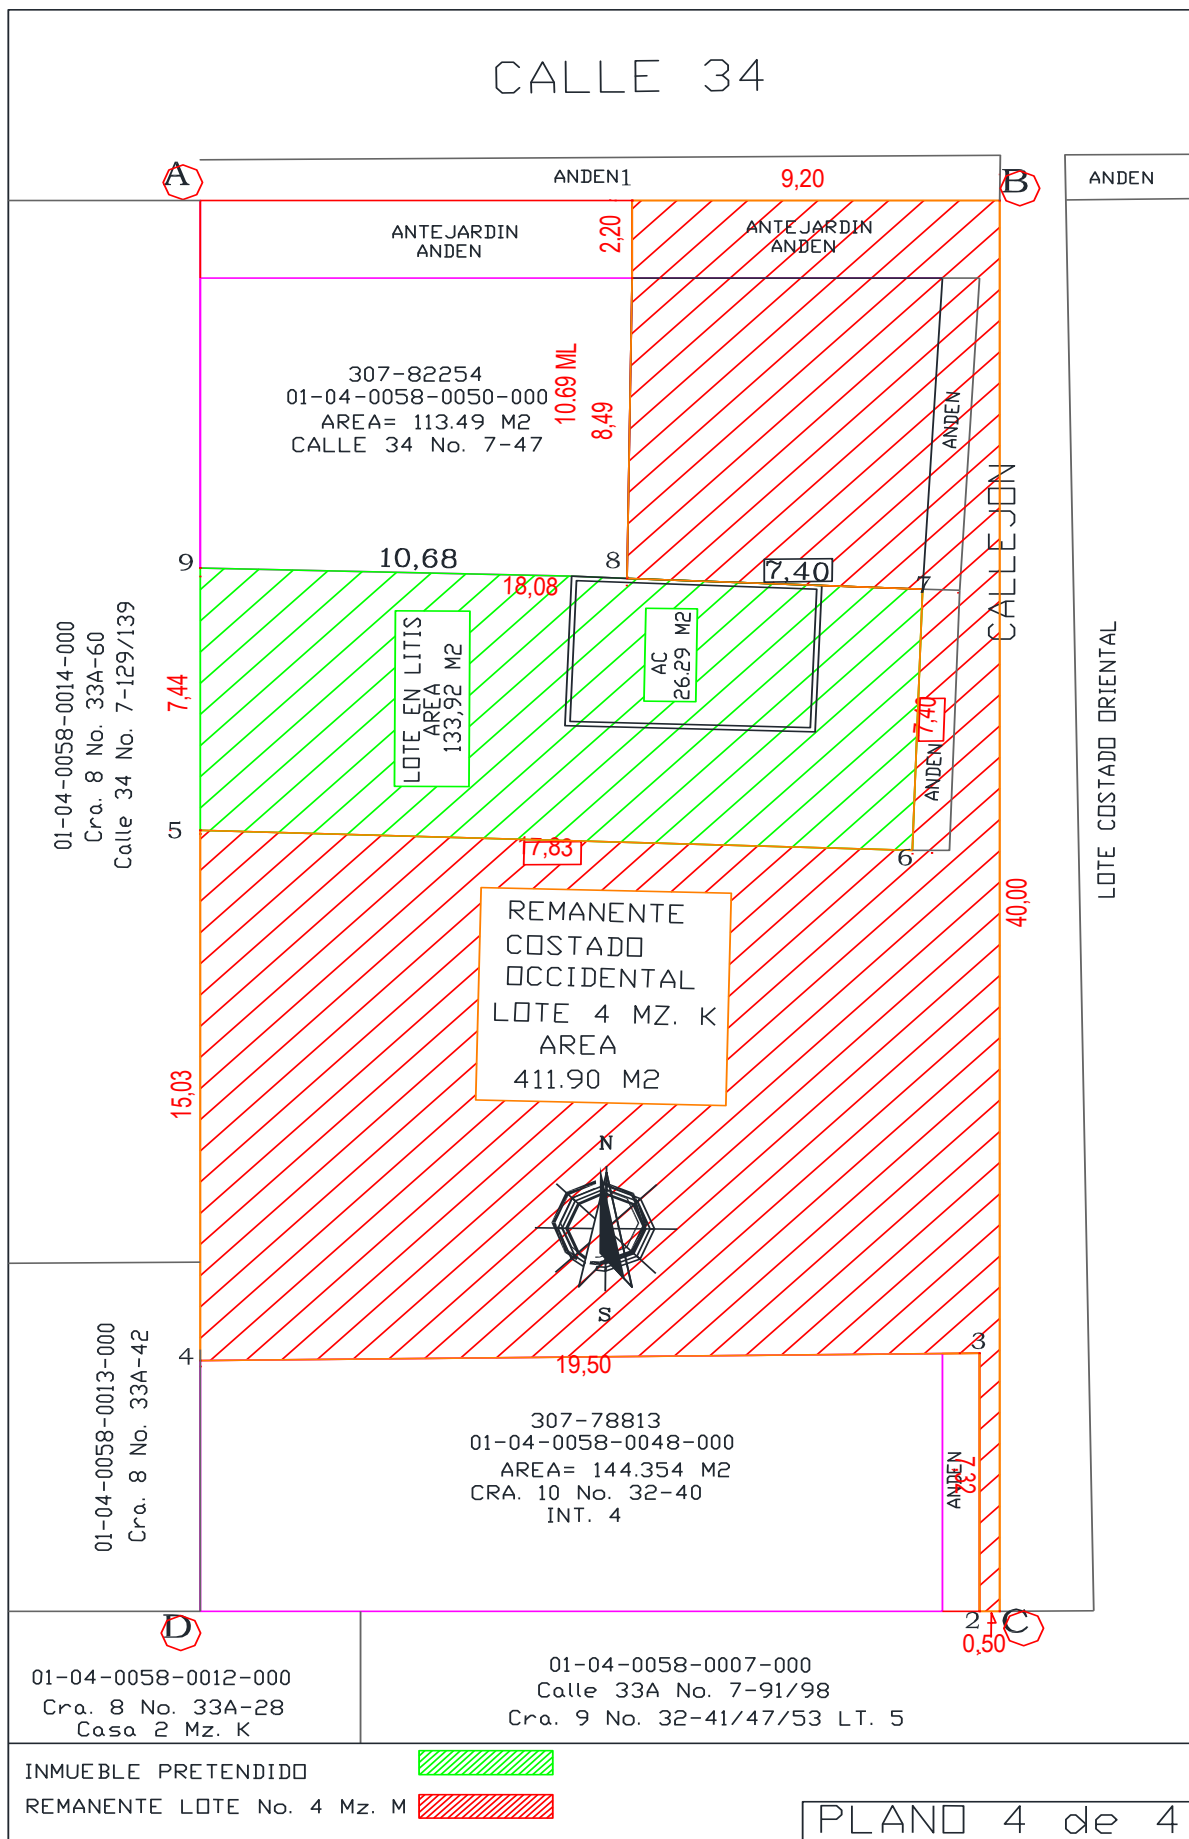 CALLE 34
A
ANDEN1
9,20
B
ANDEN
ANTEJARDIN
ANDEN
2,20
ANTEJARDIN
ANDEN
307-82254
01-04-0058-0050-000
AREA= 113.49 M2
CALLE 34 No. 7-47
10.69 ML
8,49
ANDEN
CALLEJON
9
10,68
8
7,40
18,08
7
01-04-0058-0014-000
Cra. 8 No. 33A-60
Calle 34 No. 7-129/139
7,44
LOTE EN LITIS
AREA
133,92 M2
AC
26.29 M2
7,40
ANDEN
LOTE COSTADO ORIENTAL
5
7,83
6
40,00
REMANENTE
COSTADO
OCCIDENTAL
LOTE 4 MZ. K
AREA
411.90 M2
15,03
N
S
01-04-0058-0013-000
Cra. 8 No. 33A-42
4
3
19,50
307-78813
01-04-0058-0048-000
AREA= 144.354 M2
CRA. 10 No. 32-40
INT. 4
ANDEN
7,32
D
2
1
C
0,50
01-04-0058-0012-000
Cra. 8 No. 33A-28
Casa 2 Mz. K
01-04-0058-0007-000
Calle 33A No. 7-91/98
Cra. 9 No. 32-41/47/53 LT. 5
INMUEBLE PRETENDIDO
REMANENTE LOTE No. 4 Mz. M
PLANO 4 de 4